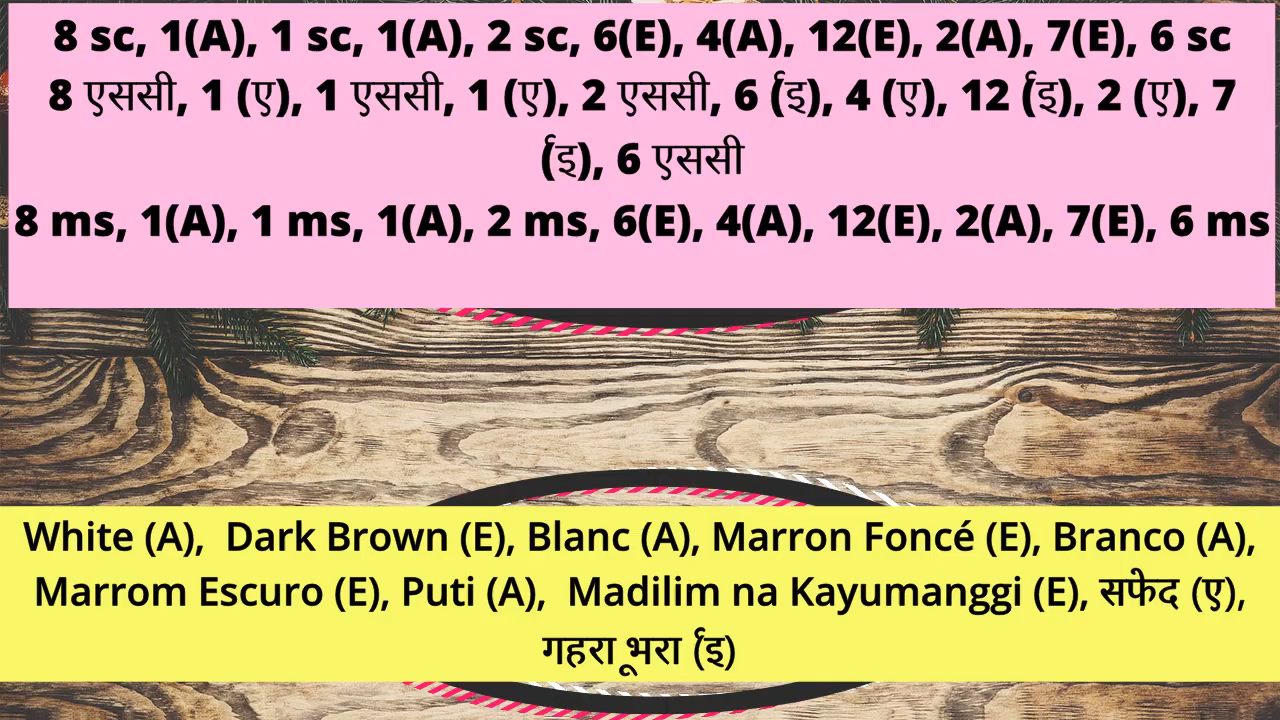 8 sc, 1(A), 1 sc, 1(A), 2 sc, 6(E), 4(A), 12(E), 2(A), 7(E), 6 sc
8 एससी, 1 (ए), 1 एससी, 1 (ए), 2 एससी, 6 (र्इ), 4 (ए), 12 (र्इ), 2 (ए), 7
(र्इ), 6 एससी
8 ms, 1(A), 1 ms, 1(A), 2 ms, 6(E), 4(A), 12(E), 2(A), 7(E), 6 ms
White (A), Dark Brown (E), Blanc (A), Marron Foncé (E), Branco (A),
Marrom Escuro (E), Puti (A), Madilim na Kayumanggi (E), सफेद (ए),
गहरा भूरा (र्इ)